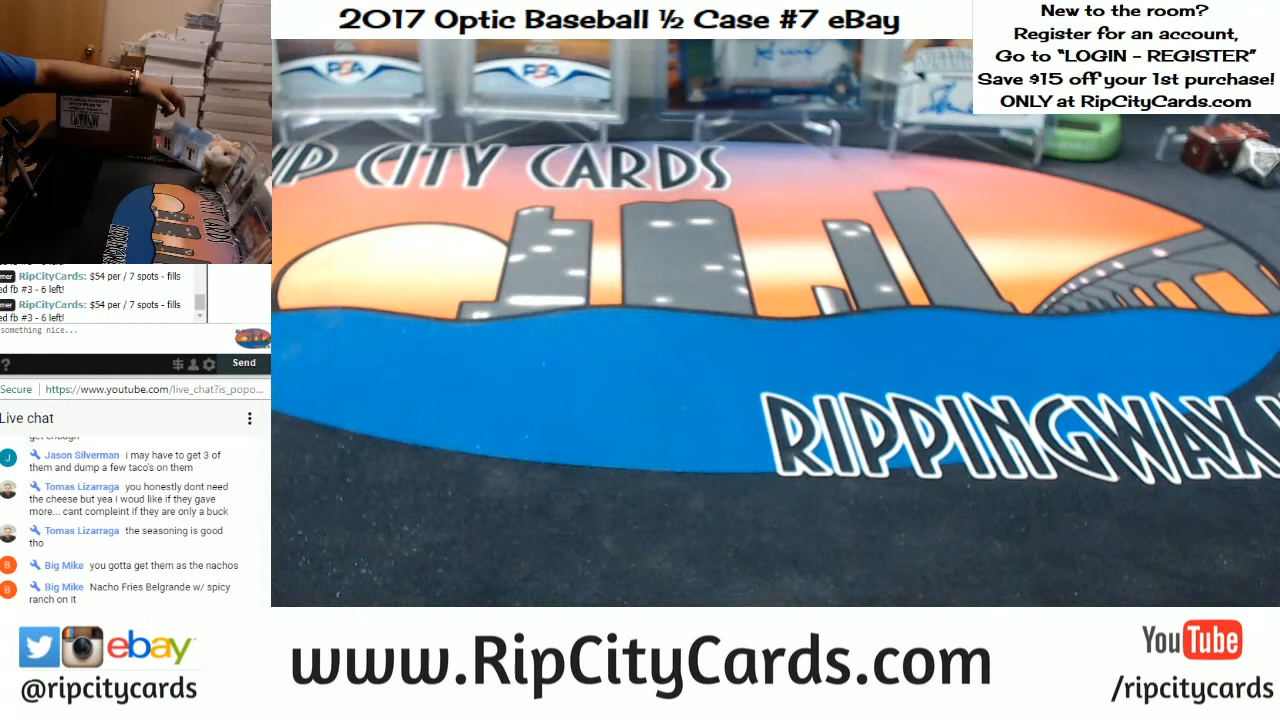 2017 Optic Baseball ½ Case #7 eBay
New to the room?
Register for an account,
Go to “LOGIN - REGISTER”
Save $15 off your 1st purchase!
ONLY at RipCityCards.com
PSA
PSA
IP CITY CARDS
RIPPINGWAX
RipCityCards: $54 per / 7 spots - fills
ed fb #3 - 6 left!
RipCityCards: $54 per / 7 spots - fills
ed fb #3 - 6 left!
something nice...
Send
Secure
https://www.youtube.com/live_chat?is_popo...
Live chat
Jason Silverman i may have to get 3 of
them and dump a few taco's on them
Tomas Lizarraga you honestly dont need
the cheese but yea I woud like if they gave
more... cant compleint if they are only a buck
Tomas Lizarraga the seasoning is good
tho
Big Mike you gotta get them as the nachos
Big Mike Nacho Fries Belgrande w/ spicy
ranch on it
ebay
@ripcitycards
www.RipCityCards.com
YouTube
/ripcitycards